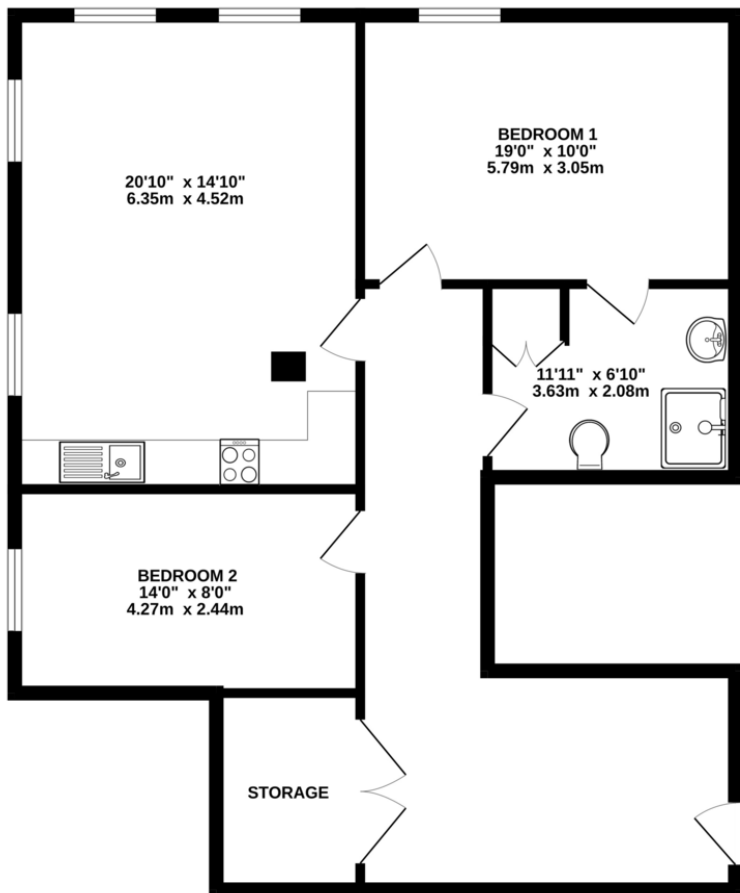 BEDROOM 1
19'0" x 10'0"
5.79m x 3.05m
20'10" x 14'10"
6.35m x 4.52m
11'11" x 6'10"
3.63m x 2.08m
BEDROOM 2
14'0" x 8'0"
4.27m x 2.44m
STORAGE